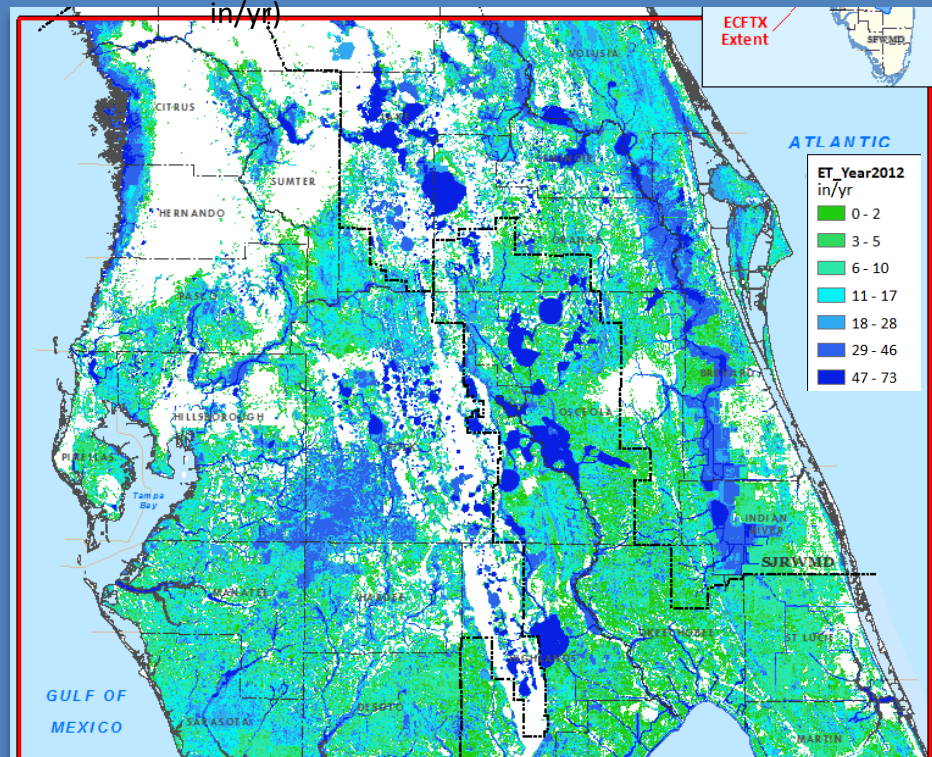 in/yr)
ECFTX
Extent
SFWMD
VOLUSIA
CITRUS
ATLANTIC
ET_Year2012
in/yr
0 - 2
3 - 5
6 - 10
11 - 17
18 - 28
29 - 46
47 - 73
SUMTER
HERNANDO
ORANGE
PASCO
BREVARD
OSCEOLA
HILLSBOROUGH
PINELLAS
Tampa
Bay
INDIAN
RIVER
SJRWMD
MANATEE
HARDEE
OKEECHOBEE
ST LUCIE
HIGHLANDS
GULF OF
MEXICO
DESOTO
SARASOTA
MARTIN